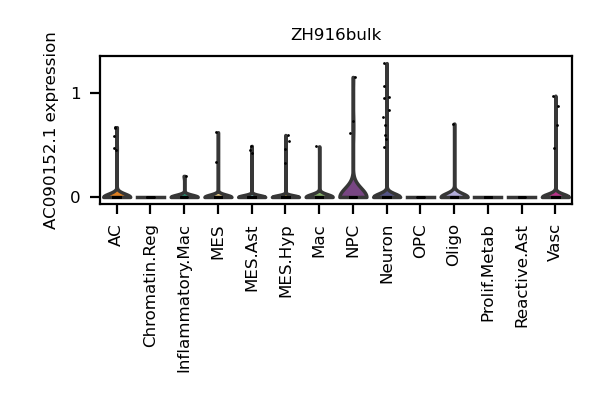 ZH916bulk
AC090152.1 expression
1
0
AC
Chromatin.Reg
Inflammatory.Mac
MES
MES.Ast
MES.Hyp
Mac
NPC
Neuron
OPC
Oligo
Prolif.Metab
Reactive.Ast
Vasc